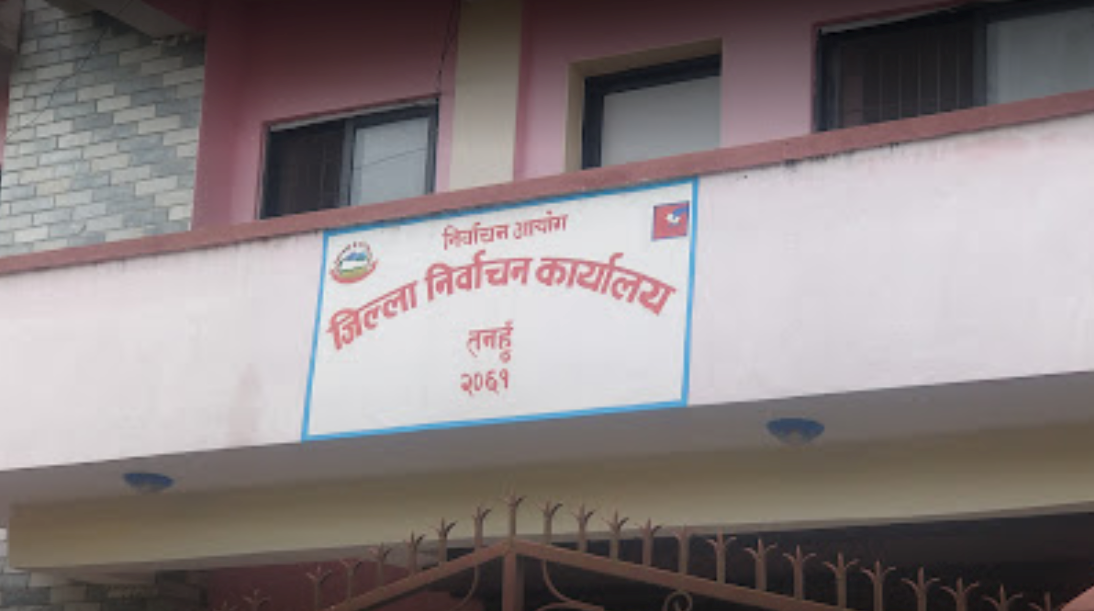 निर्वाचन आयोग
जिल्ला निर्वाचन कार्यालय
तनहुँ
२०६१